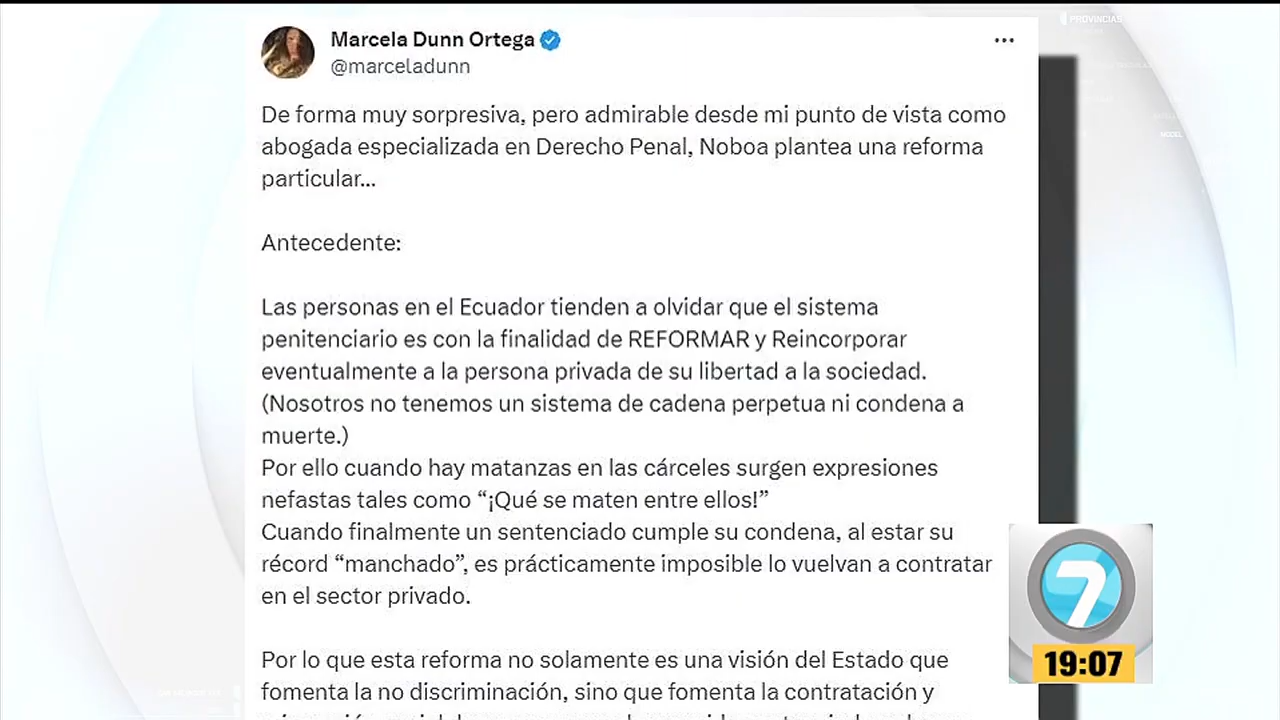 PROVINCIAS
Marcela Dunn Ortega
@marceladunn
De forma muy sorpresiva, pero admirable desde mi punto de vista como
abogada especializada en Derecho Penal, Noboa plantea una reforma
particular...
Antecedente:
Las personas en el Ecuador tienden a olvidar que el sistema
penitenciario es con la finalidad de REFORMAR y Reincorporar
eventualmente a la persona privada de su libertad a la sociedad.
(Nosotros no tenemos un sistema de cadena perpetua ni condena a
muerte.)
Por ello cuando hay matanzas en las cárceles surgen expresiones
nefastas tales como “¡Qué se maten entre ellos!”
Cuando finalmente un sentenciado cumple su condena, al estar su
récord “manchado”, es prácticamente imposible lo vuelvan a contratar
en el sector privado.
Por lo que esta reforma no solamente es una visión del Estado que
fomenta la no discriminación, sino que fomenta la contratación y
7
19:07